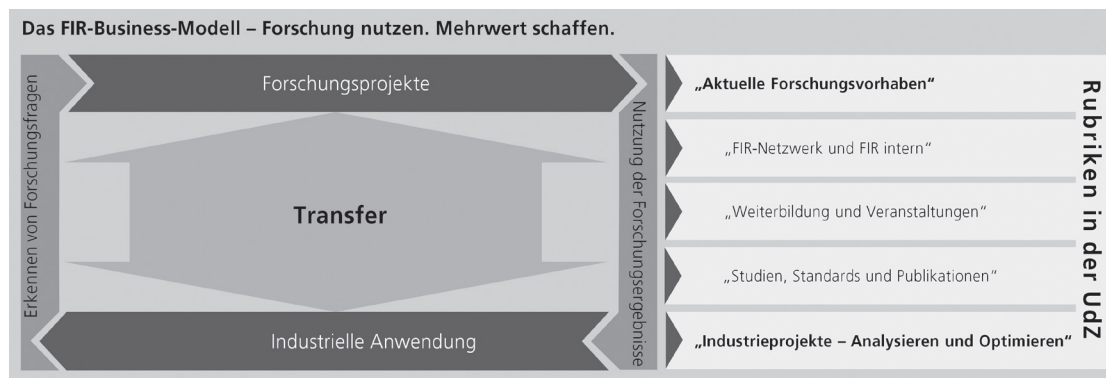 Das FIR-Business-Modell – Forschung nutzen. Mehrwert schaffen.
Erkennen von Forschungsfragen
Forschungsprojekte
Transfer
Industrielle Anwendung
Nutzung der Forschungsergebnisse
„Aktuelle Forschungsvorhaben“
„FIR-Netzwerk und FIR intern“
„Weiterbildung und Veranstaltungen“
„Studien, Standards und Publikationen“
„Industrieprojekte – Analysieren und Optimieren“
Rubriken in der UdZ